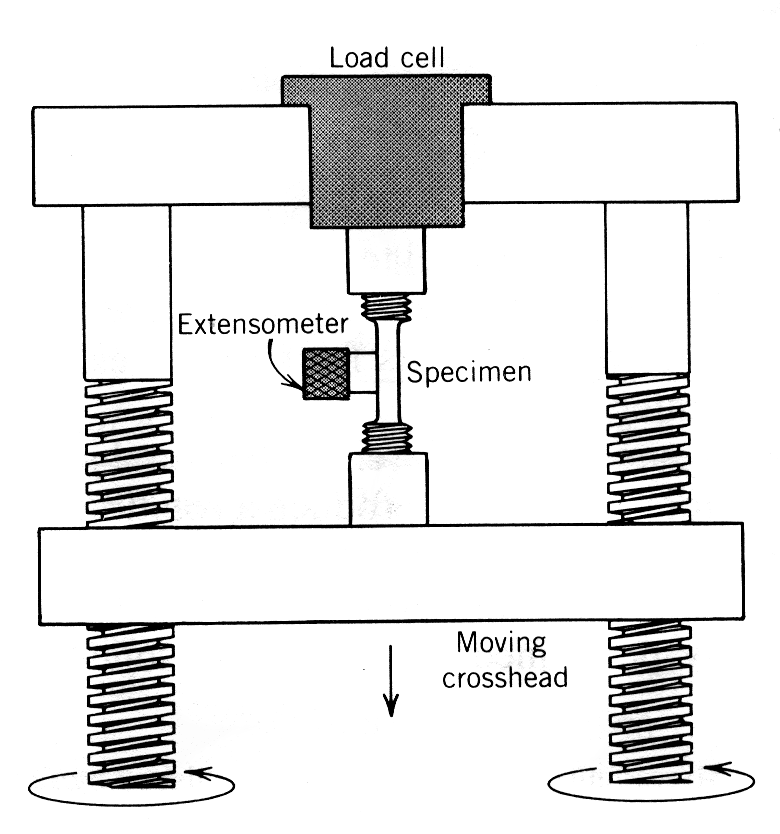 Load cell
Extensometer
Specimen
Moving
crosshead